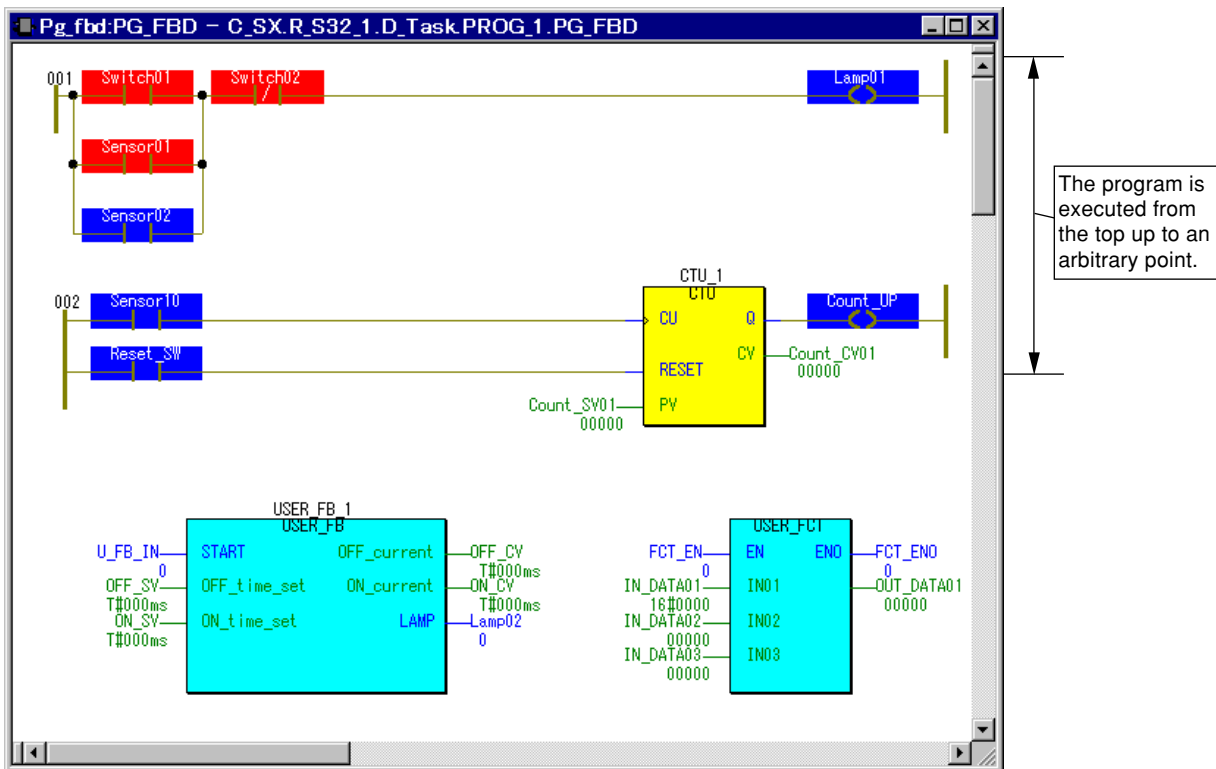 Pg_fbd:PG_FBD - C_SX.R_S32_1.D_Task.PROG_1.PG_FBD
001
Switch01
Switch02
Lamp01
Sensor01
Sensor02
The program is
executed from
the top up to an
arbitrary point.
CTU_1
CTU
002
Sensor10
CU
Q
Count_UP
Reset_SW
CV
Count_CV01
00000
RESET
Count_SV01
PV
00000
USER_FB_1
USER_FB
U_FB_IN
START
OFF_current
OFF_CV
0
T#000ms
OFF_SV
OFF_time_set
ON_current
ON_CV
T#000ms
T#000ms
ON_SV
ON_time_set
LAMP
Lamp02
T#000ms
0
USER_FCT
FCT_EN
EN
ENO
FCT_ENO
0
0
IN_DATA01
IN01
OUT_DATA01
16#0000
00000
IN_DATA02
IN02
00000
IN_DATA03
IN03
00000